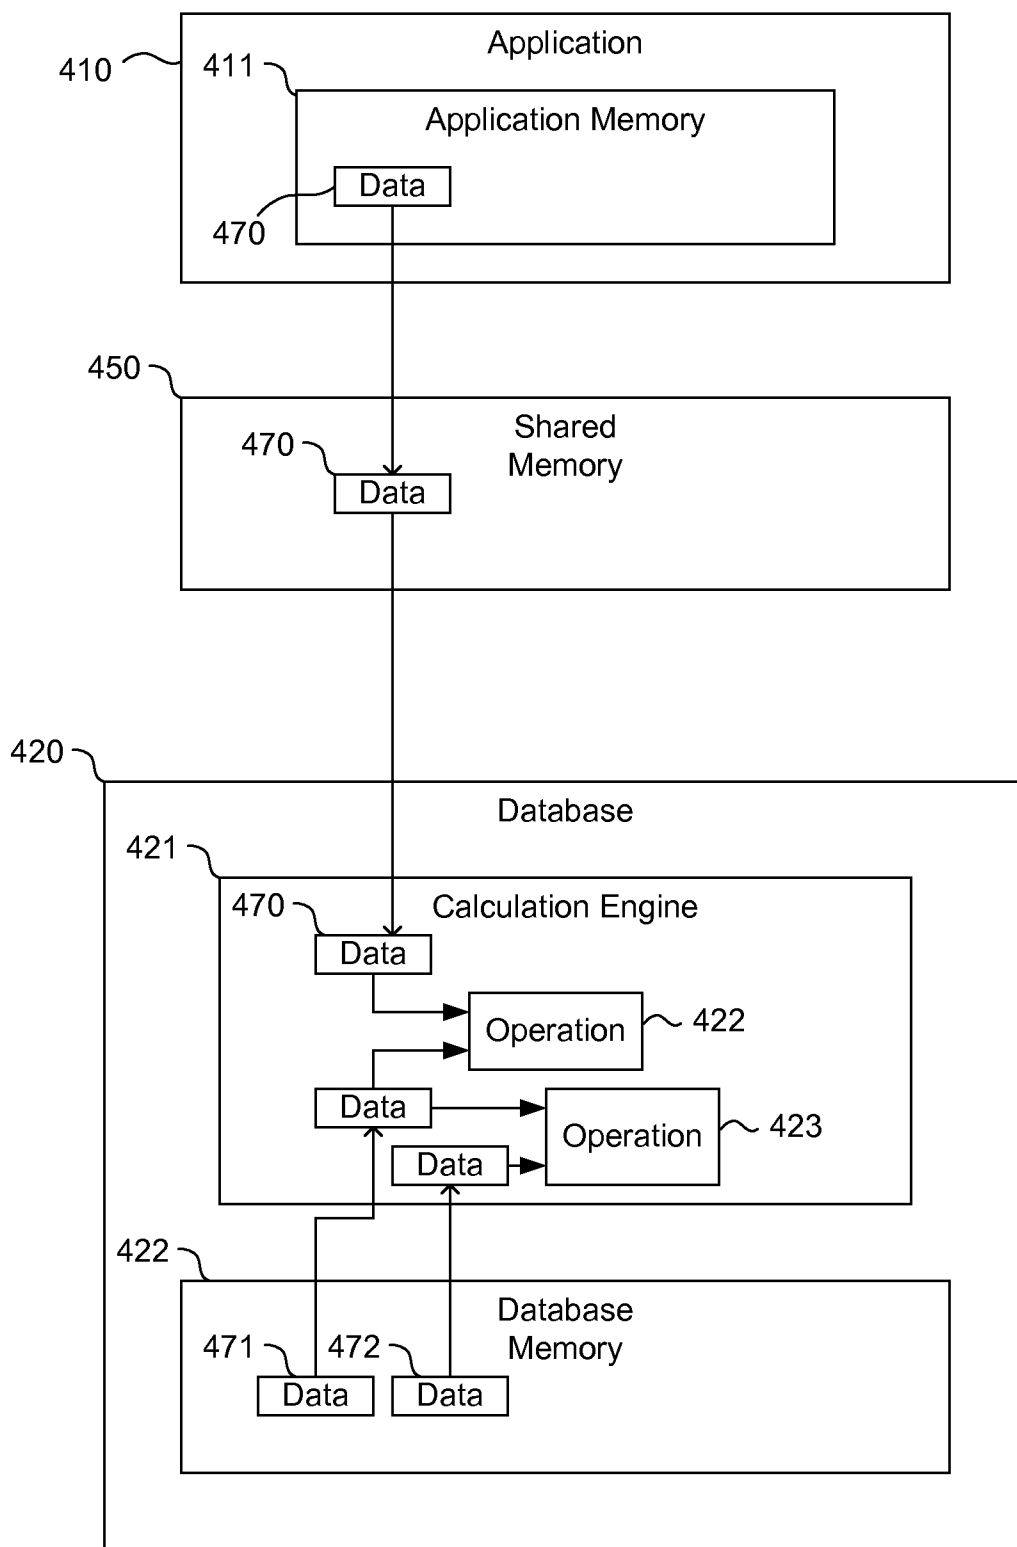 Application
410
411
Application Memory
Data
470
450
Shared
Memory
470
Data
420
Database
421
470
Calculation Engine
Data
Operation
422
Data
Operation
423
Data
422
Database
Memory
471
472
Data
Data